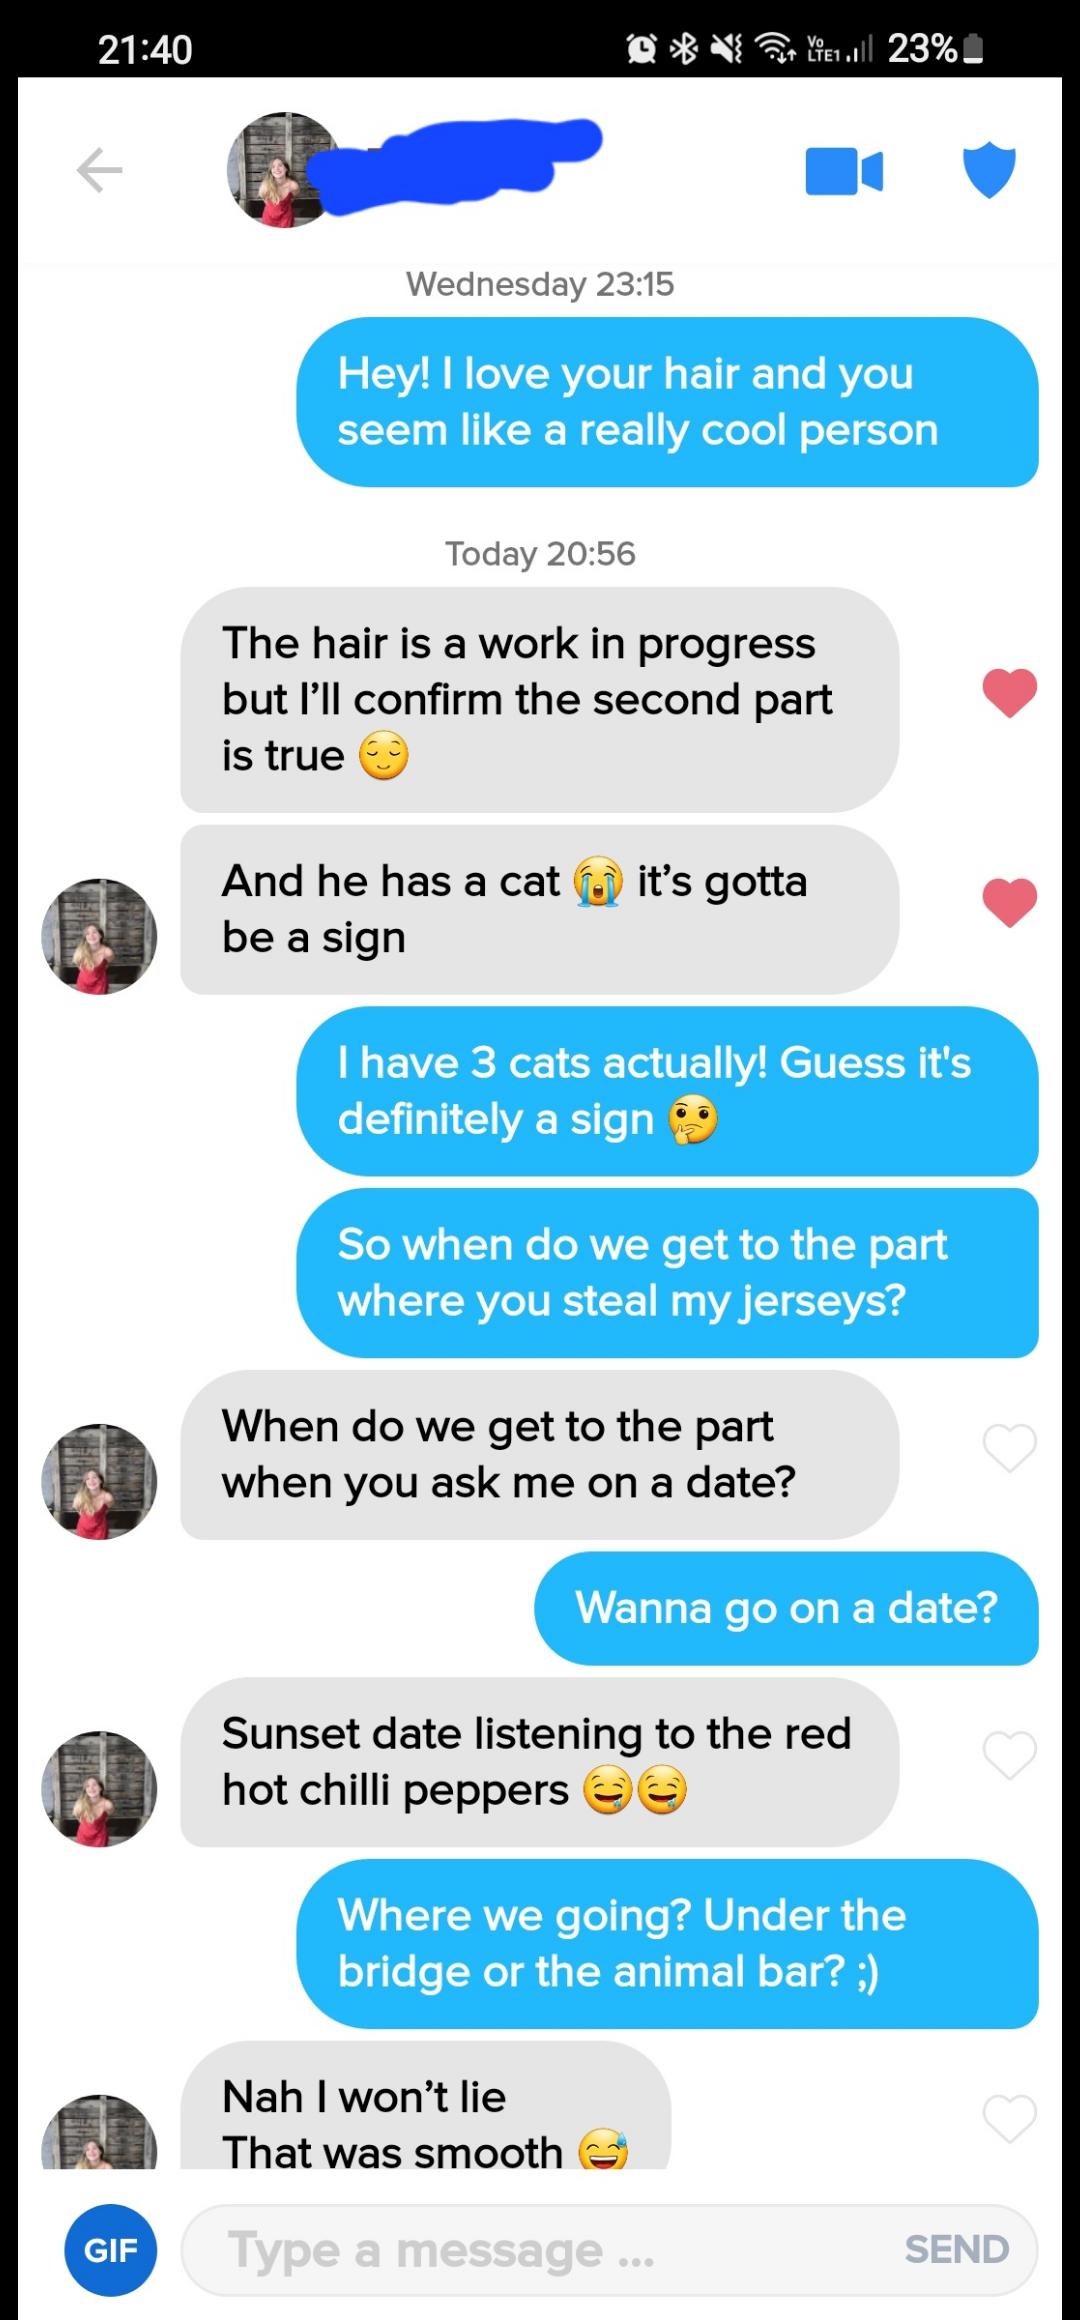 21:40
Vo
LTE1
23%
Wednesday 23:15
Hey! I love your hair and you
seem like a really cool person
Today 20:56
The hair is a work in progress
but I’ll confirm the second part
is true 😌
And he has a cat 😭 it’s gotta
be a sign
I have 3 cats actually! Guess it's
definitely a sign 🤔
So when do we get to the part
where you steal my jerseys?
When do we get to the part
when you ask me on a date?
Wanna go on a date?
Sunset date listening to the red
hot chilli peppers 🤤🤤
Where we going? Under the
bridge or the animal bar? ;)
Nah I won’t lie
That was smooth 😅
GIF
Type a message ...
SEND